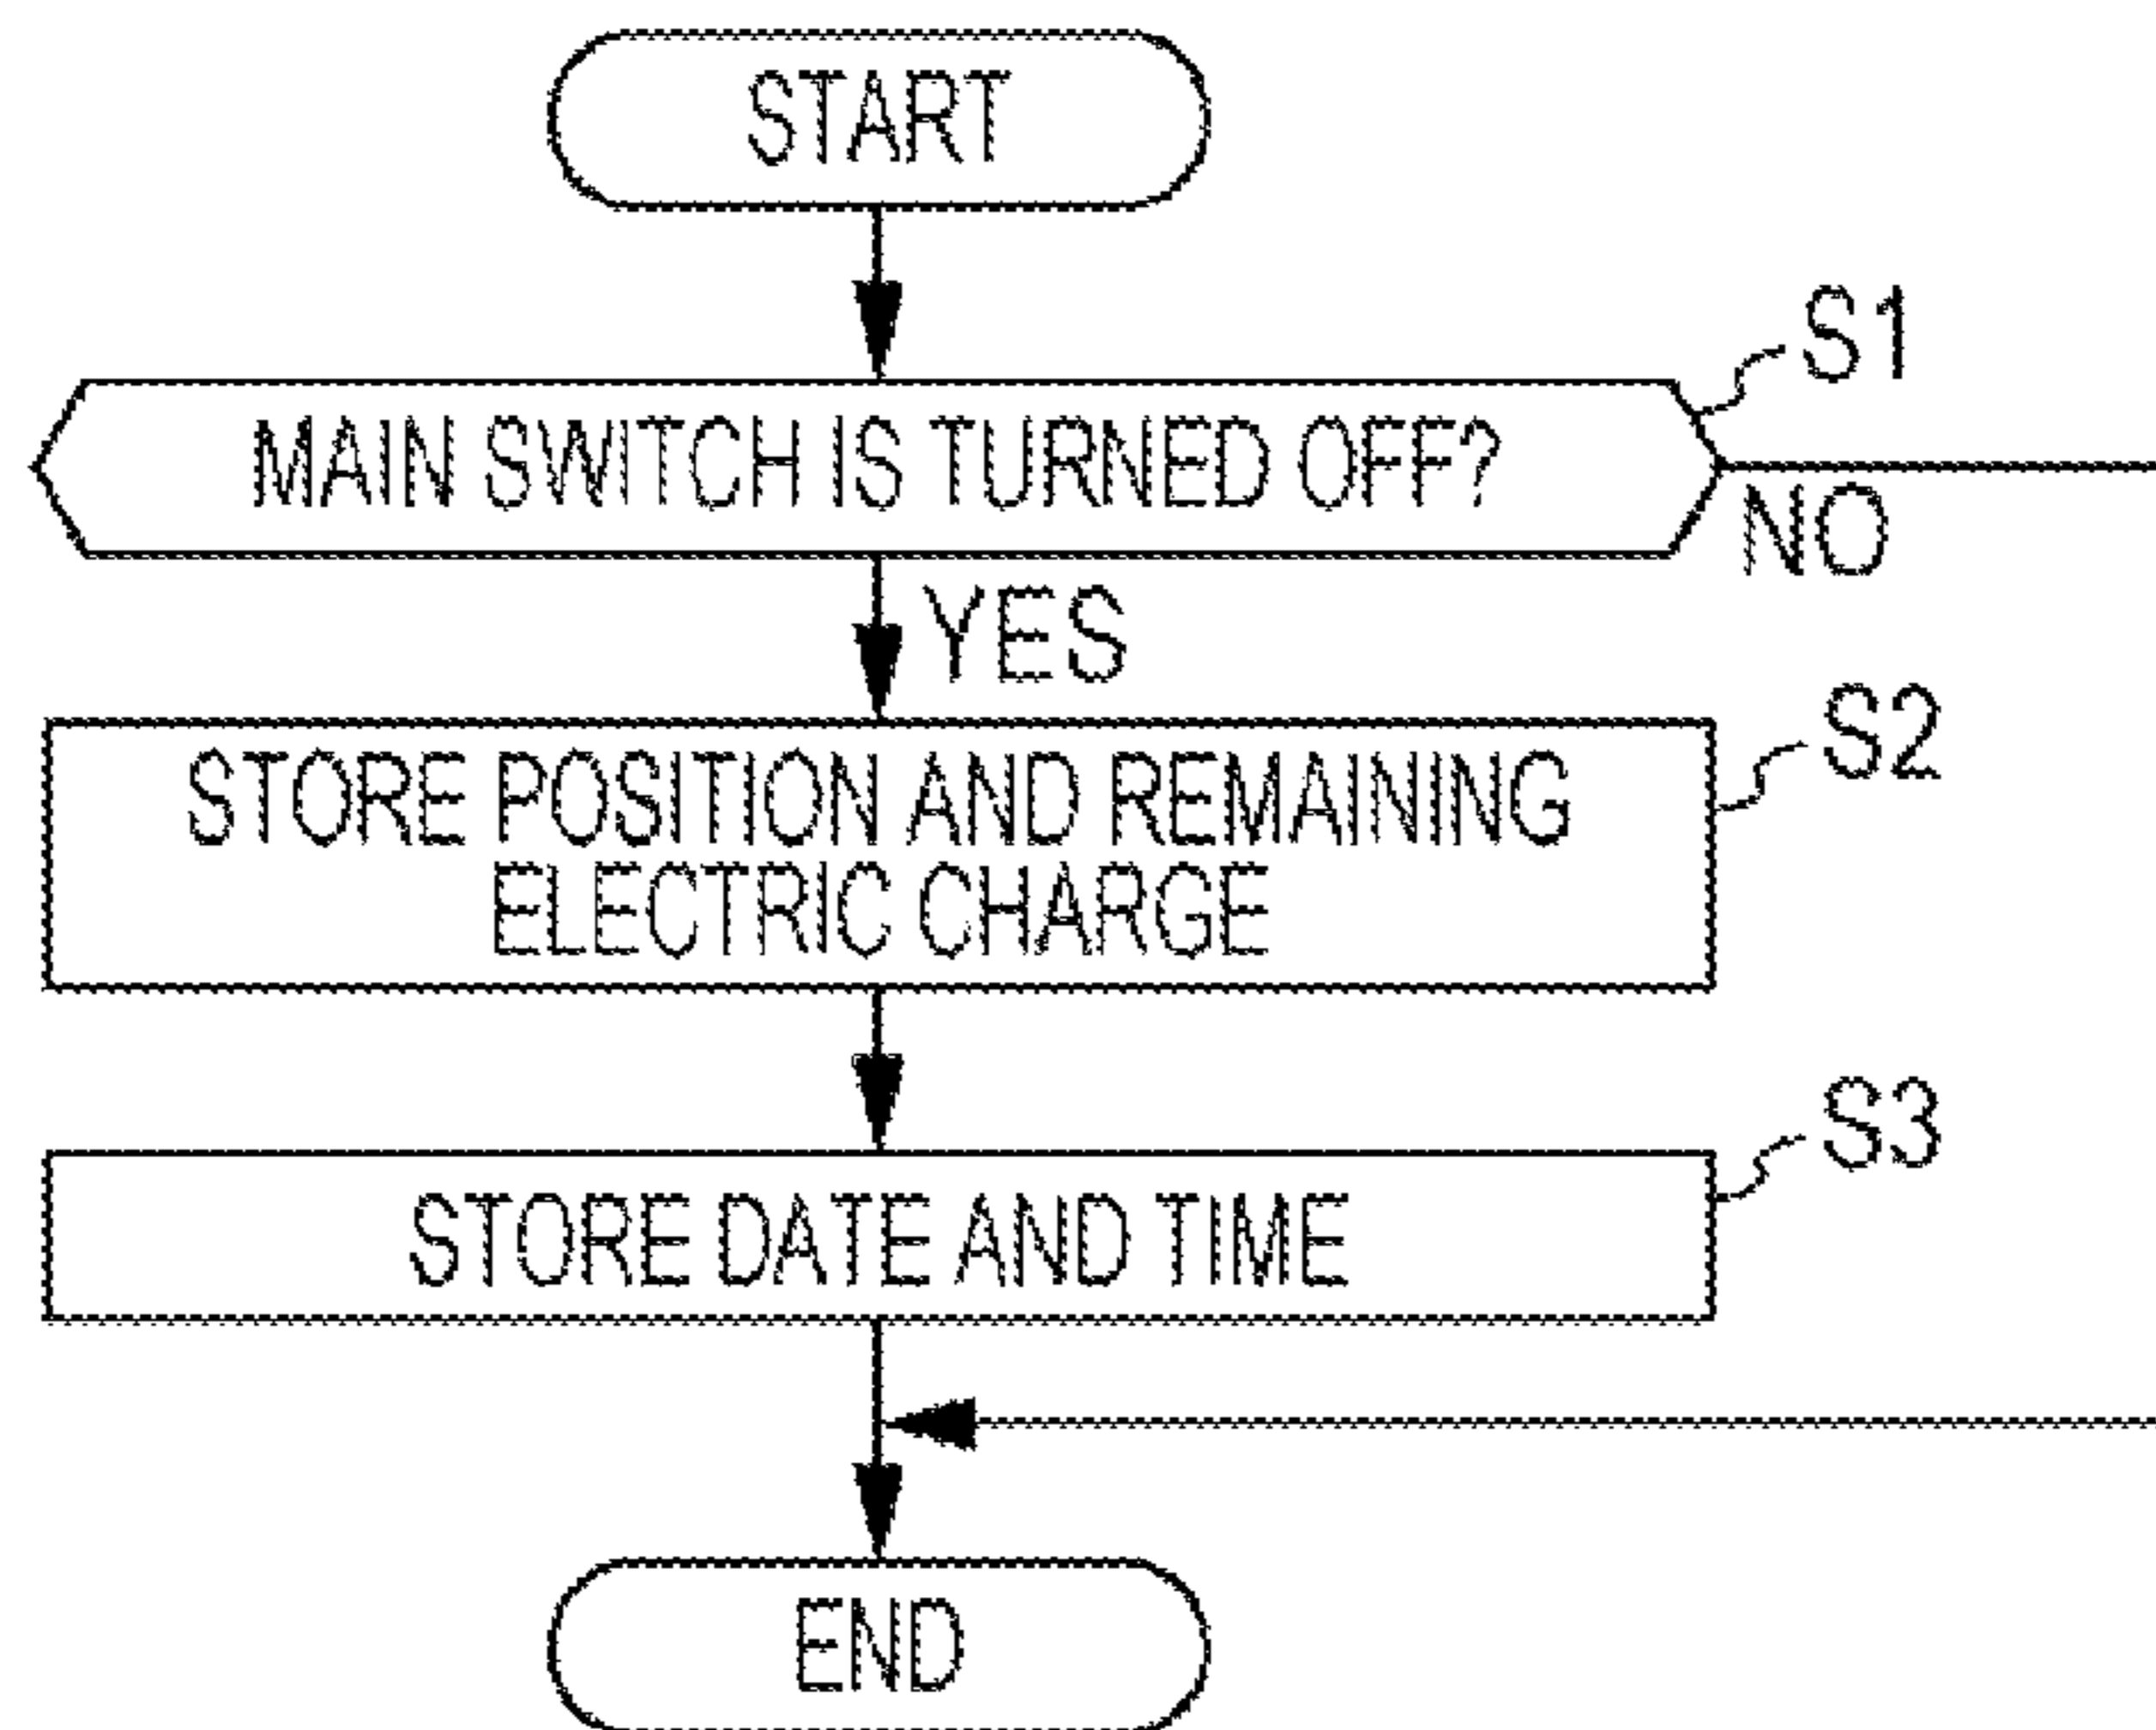 START
S1
MAIN SWITCH IS TURNED OFF?
NO
YES
S2
STORE POSITION AND REMAINING
ELECTRIC CHARGE
S3
STORE DATE AND TIME
END